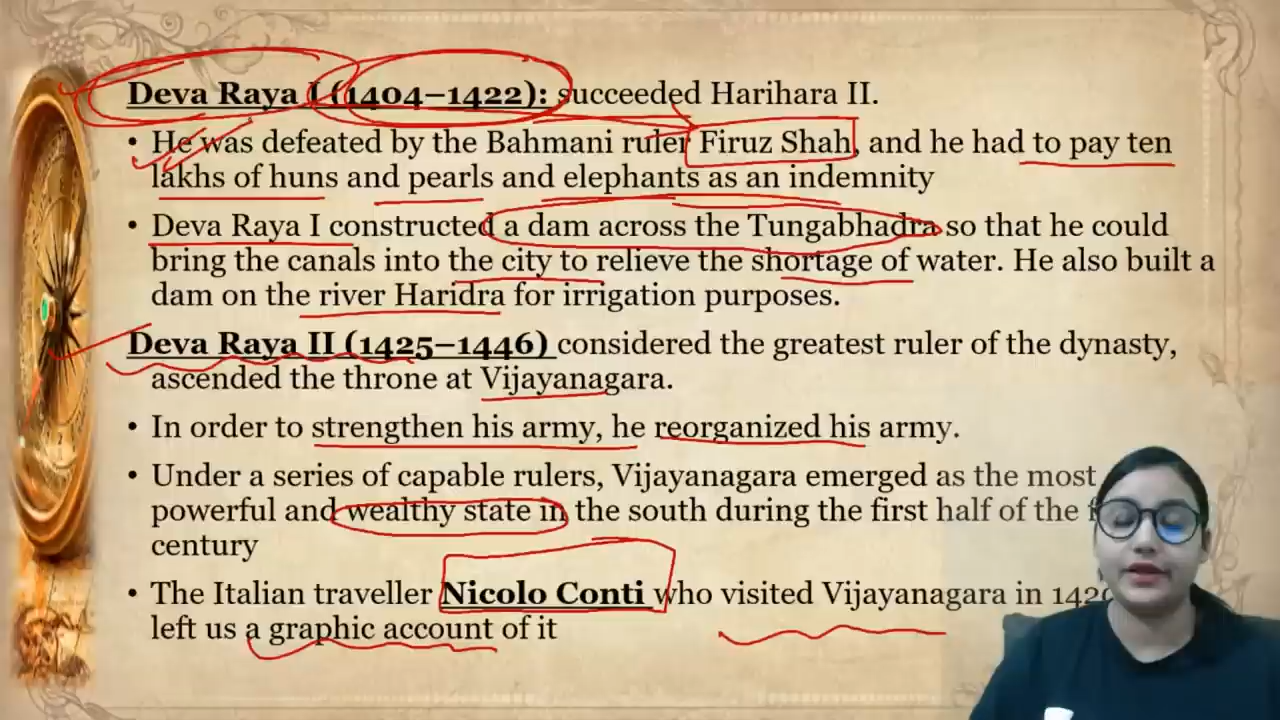 Deva Raya I (1404–1422): succeeded Harihara II.
• He was defeated by the Bahmani ruler Firuz Shah, and he had to pay ten
lakhs of huns and pearls and elephants as an indemnity
• Deva Raya I constructed a dam across the Tungabhadra so that he could
bring the canals into the city to relieve the shortage of water. He also built a
dam on the river Haridra for irrigation purposes.
Deva Raya II (1425–1446) considered the greatest ruler of the dynasty,
ascended the throne at Vijayanagara.
• In order to strengthen his army, he reorganized his army.
• Under a series of capable rulers, Vijayanagara emerged as the most
powerful and wealthy state in the south during the first half of the
century
• The Italian traveller Nicolo Conti who visited Vijayanagara in
left us a graphic account of it